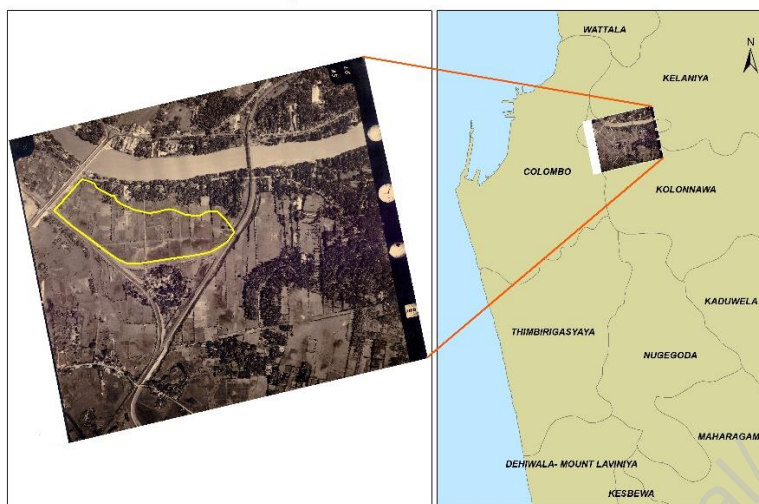 WATTALA
N
KELANIYA
COLOMBO
KOLONNAWA
KADUWELA
THIMBIRIGASYAYA
NUGEGODA
MAHARAGAM
DEHIWALA- MOUNT LAVINIYA
KESBEWA